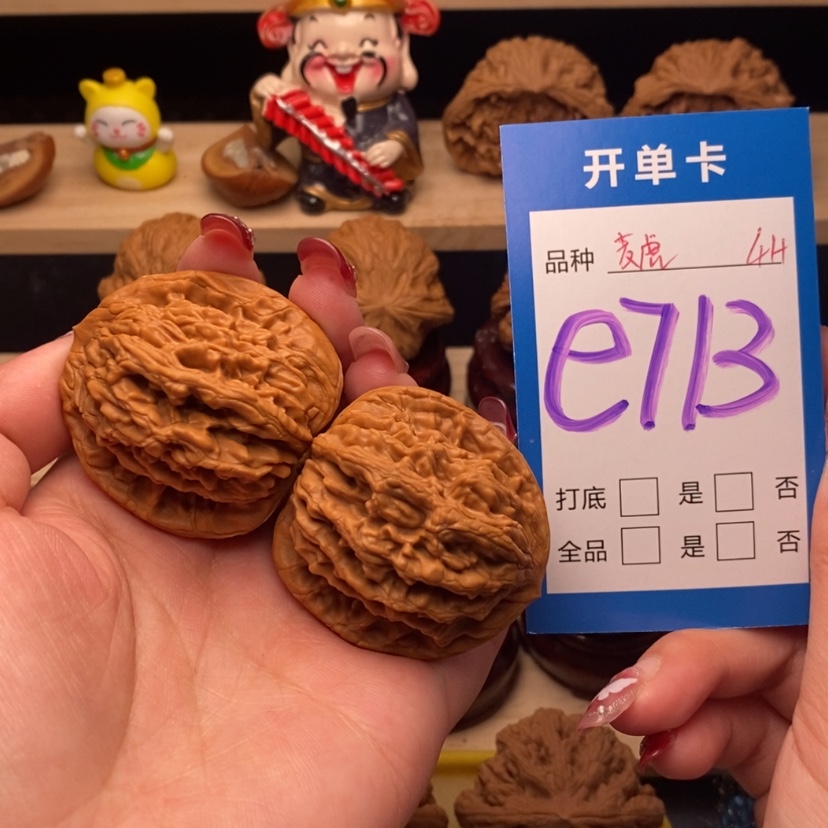 开单卡
品种 麦虎 44
e713
打底 是 否
全品 是 否